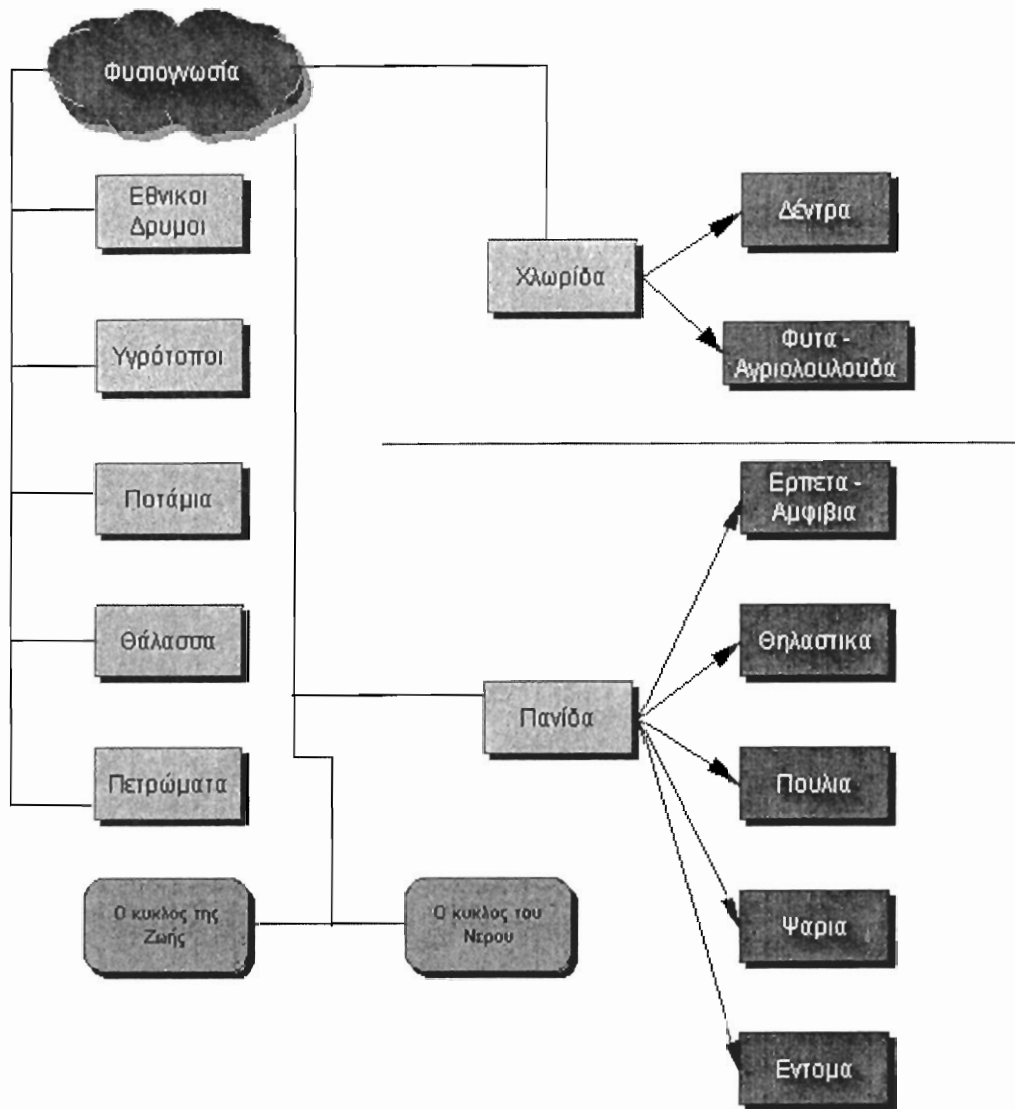 Φυσιογνωσία
Εθνικοι
Δρυμοι
Υγρότοποι
Ποτάμια
Θάλασσα
Πετρώματα
Ο κυκλος της
Ζωής
Ο κυκλος του
Νερου
Χλωρίδα
Δέντρα
Φυτα -
Αγριολουλουδα
Πανίδα
Ερπετα -
Αμφιβια
Θηλαστικα
Πουλια
Ψαρια
Εντομα